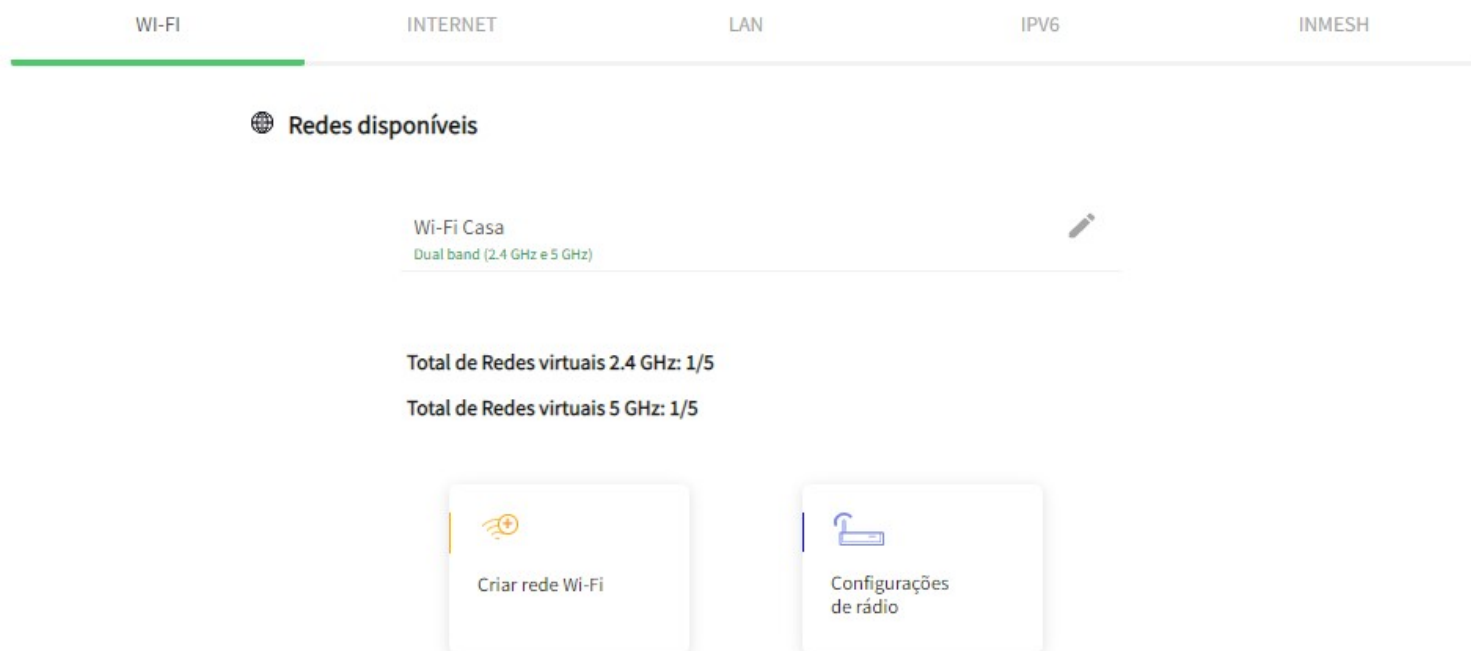 WI-FI
INTERNET
LAN
IPV6
INMESH
Redes disponíveis
Wi-Fi Casa
Dual band (2.4 GHz e 5 GHz)
Total de Redes virtuais 2.4 GHz: 1/5
Total de Redes virtuais 5 GHz: 1/5
Criar rede Wi-Fi
Configurações
de rádio